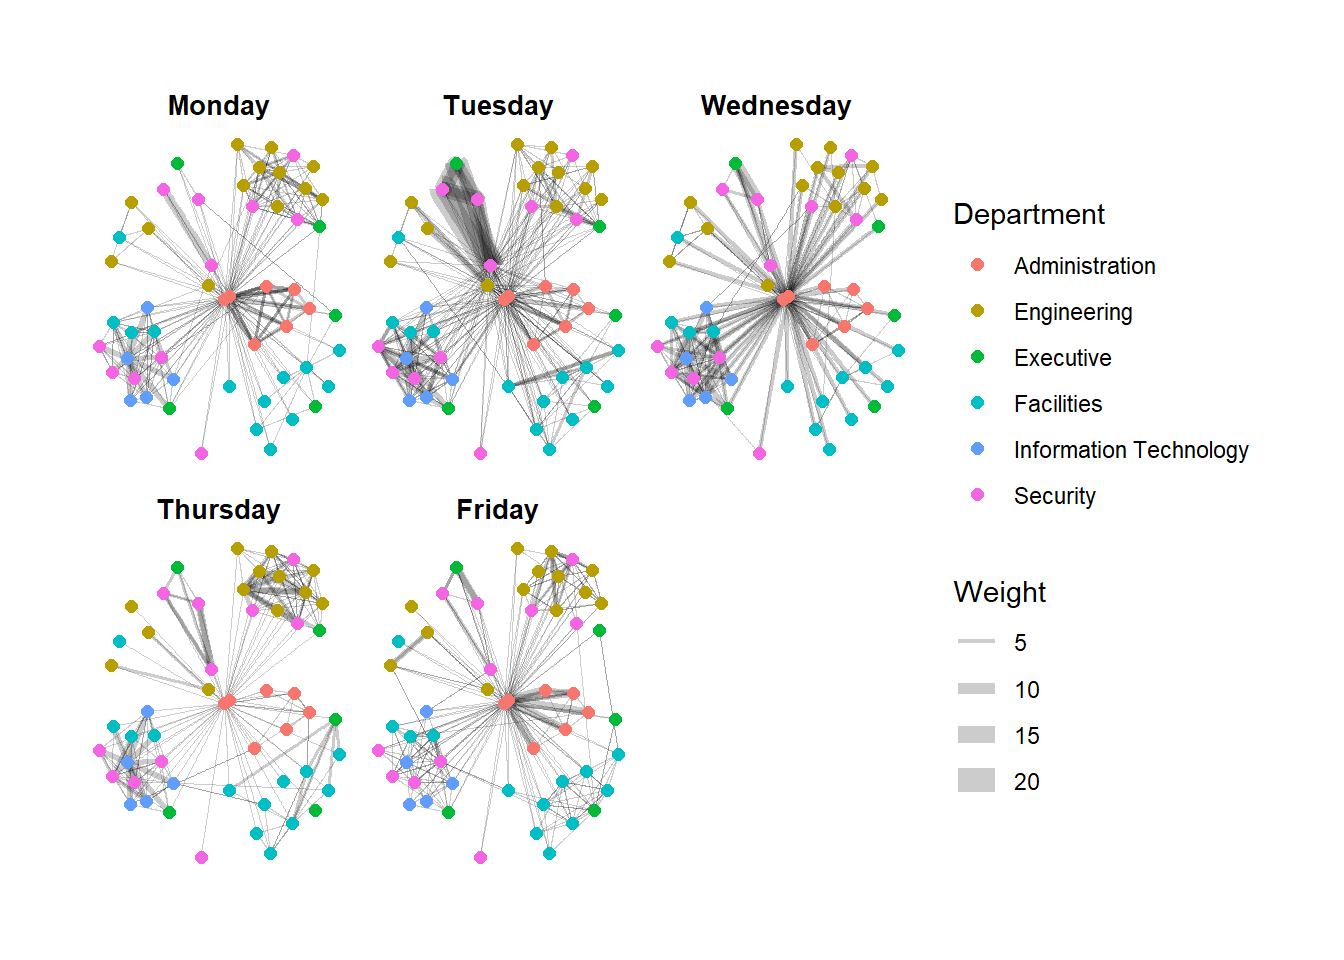 Monday
Tuesday
Wednesday
Thursday
Friday
Department
Administration
Engineering
Executive
Facilities
Information Technology
Security
Weight
5
10
15
20